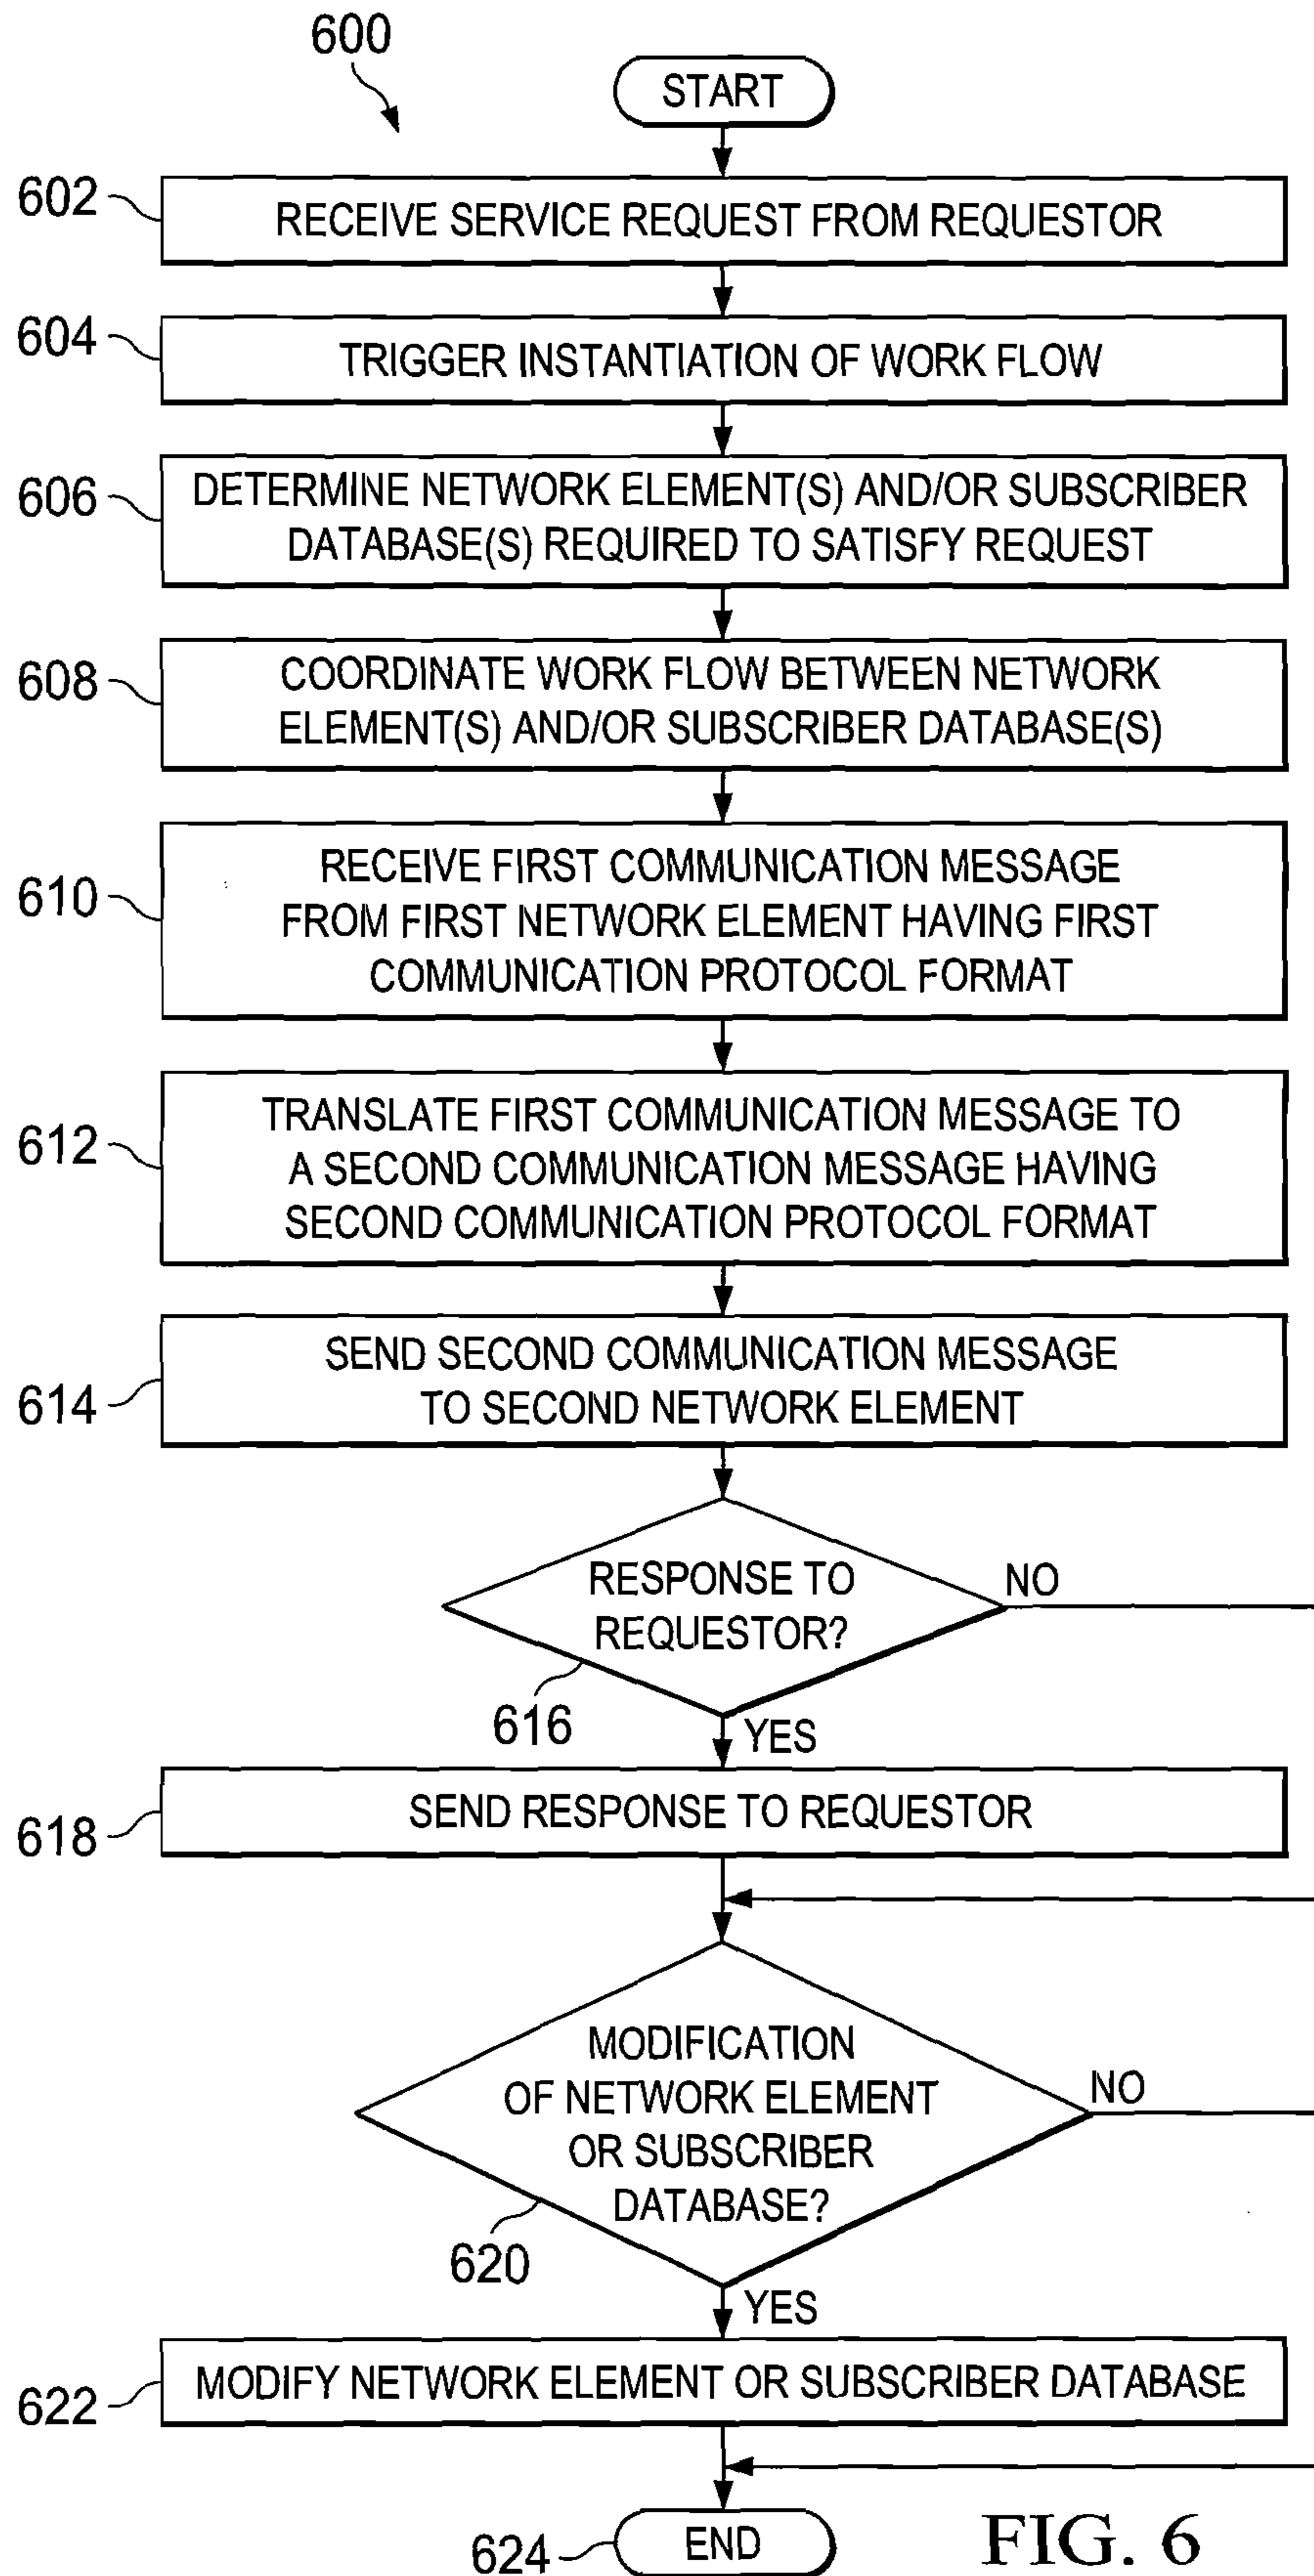 600
START
602
RECEIVE SERVICE REQUEST FROM REQUESTOR
604
TRIGGER INSTANTIATION OF WORK FLOW
606
DETERMINE NETWORK ELEMENT(S) AND/OR SUBSCRIBER
DATABASE(S) REQUIRED TO SATISFY REQUEST
608
COORDINATE WORK FLOW BETWEEN NETWORK
ELEMENT(S) AND/OR SUBSCRIBER DATABASE(S)
610
RECEIVE FIRST COMMUNICATION MESSAGE
FROM FIRST NETWORK ELEMENT HAVING FIRST
COMMUNICATION PROTOCOL FORMAT
612
TRANSLATE FIRST COMMUNICATION MESSAGE TO
A SECOND COMMUNICATION MESSAGE HAVING
SECOND COMMUNICATION PROTOCOL FORMAT
614
SEND SECOND COMMUNICATION MESSAGE
TO SECOND NETWORK ELEMENT
RESPONSE TO
REQUESTOR?
NO
616
YES
618
SEND RESPONSE TO REQUESTOR
MODIFICATION
OF NETWORK ELEMENT
OR SUBSCRIBER
DATABASE?
NO
620
YES
622
MODIFY NETWORK ELEMENT OR SUBSCRIBER DATABASE
624
END
FIG. 6